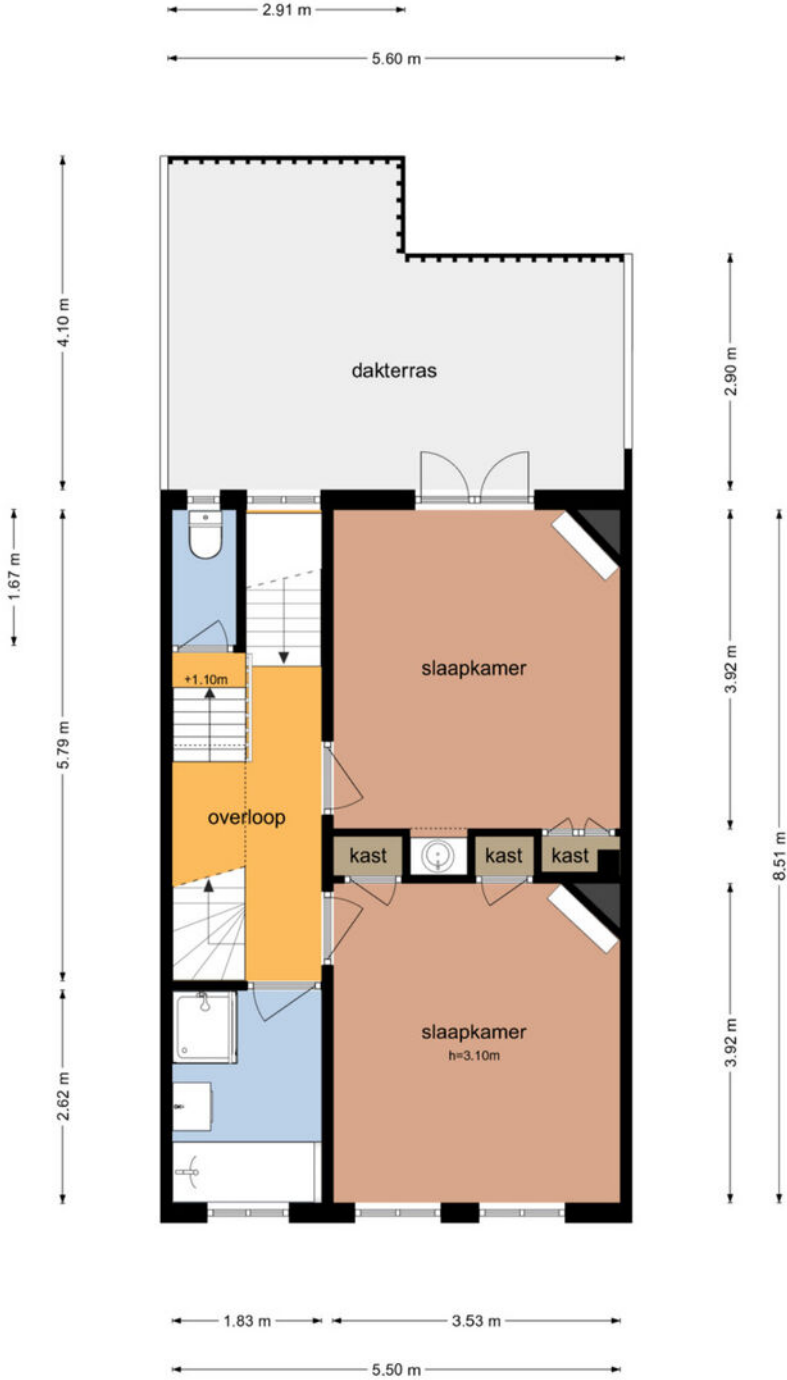 2.91 m
5.60 m
4.10 m
2.90 m
dakterras
1.67 m
5.79 m
3.92 m
8.51 m
slaapkamer
+1.10m
overloop
kast
kast
kast
slaapkamer
h=3.10m
3.92 m
2.62 m
1.83 m
3.53 m
5.50 m